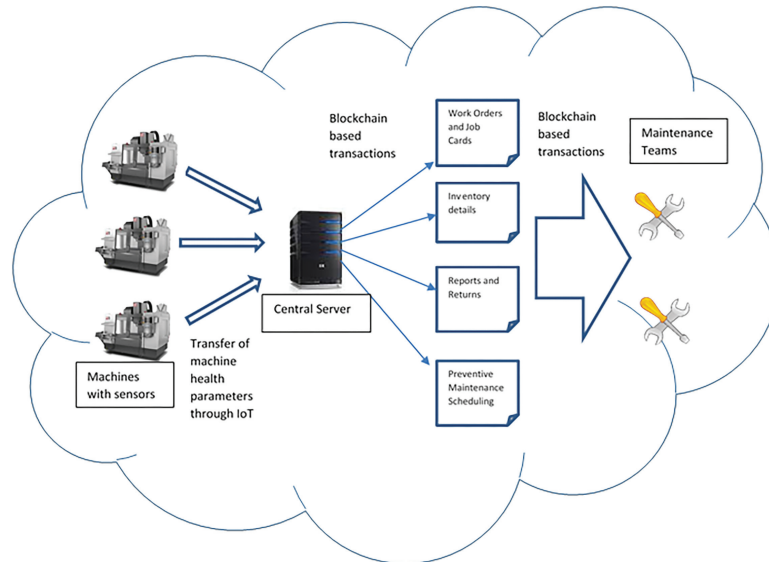 Blockchain
based
transactions
Work Orders
and Job
Cards
Blockchain
based
transactions
Maintenance
Teams
Inventory
details
Reports and
Returns
Central Server
Machines
with sensors
Transfer of
machine
health
parameters
through IoT
Preventive
Maintenance
Scheduling